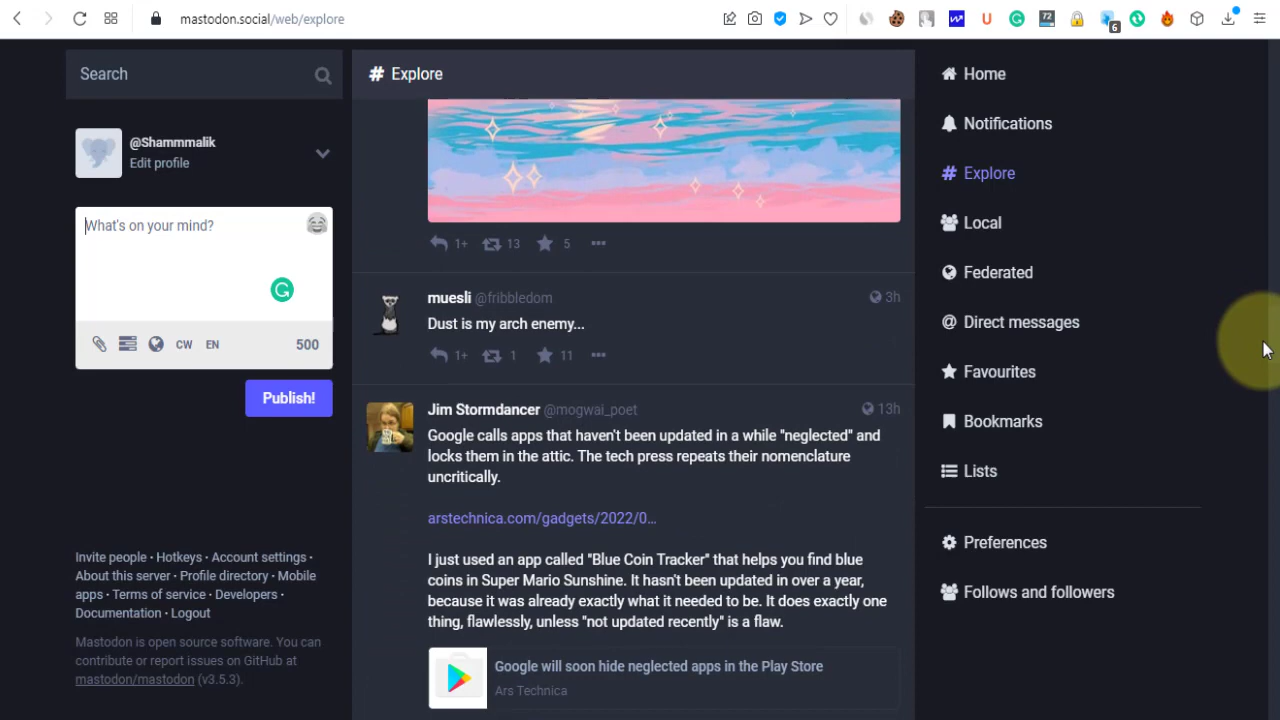 mastodon.social/web/explore
72
6
Search
@Shammmalik
Edit profile
What's on your mind?
CW EN 500
Publish!
Invite people · Hotkeys · Account settings ·
About this server · Profile directory · Mobile
apps · Terms of service · Developers ·
Documentation · Logout
Mastodon is open source software. You can
contribute or report issues on GitHub at
mastodon/mastodon (v3.5.3).
# Explore
1+ 13 5
muesli @fribbledom 3h
Dust is my arch enemy...
1+ 1 11
Jim Stormdancer @mogwai_poet 13h
Google calls apps that haven't been updated in a while "neglected" and
locks them in the attic. The tech press repeats their nomenclature
uncritically.
arstechnica.com/gadgets/2022/0...
I just used an app called "Blue Coin Tracker" that helps you find blue
coins in Super Mario Sunshine. It hasn't been updated in over a year,
because it was already exactly what it needed to be. It does exactly one
thing, flawlessly, unless "not updated recently" is a flaw.
Google will soon hide neglected apps in the Play Store
Ars Technica
Home
Notifications
# Explore
Local
Federated
@ Direct messages
Favourites
Bookmarks
Lists
Preferences
Follows and followers